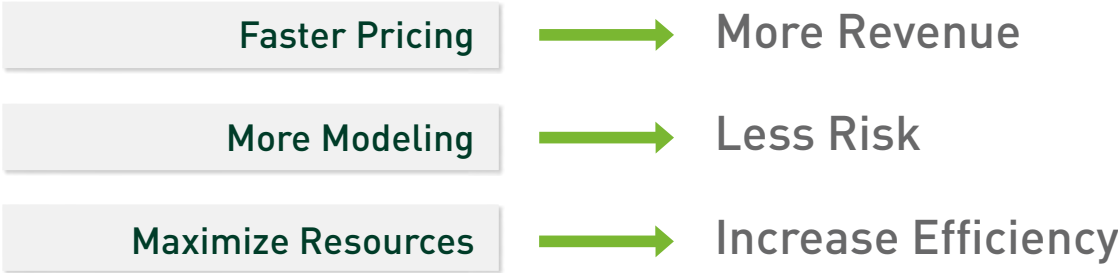 Faster Pricing More Revenue
More Modeling Less Risk
Maximize Resources Increase Efficiency